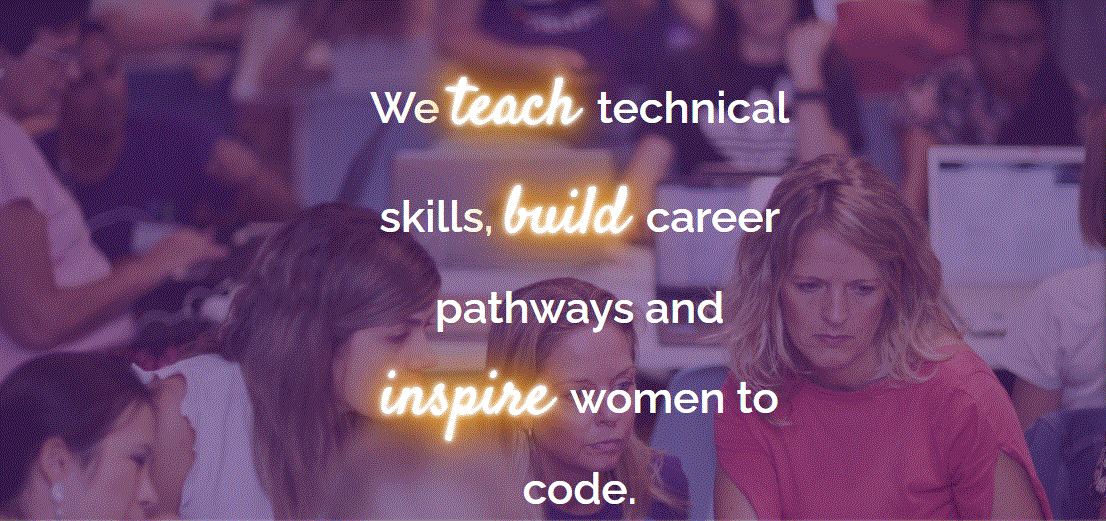 We teach technical
skills, build career
pathways and
inspire women to
code.